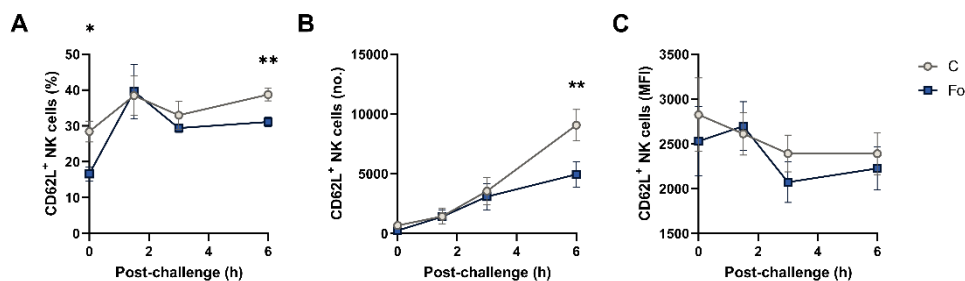 A
B
C
*
**
CD62L+ NK cells (%)
50
40
30
20
10
0
0 2 4 6
Post-challenge (h)
**
CD62L+ NK cells (no.)
15000
10000
5000
0
0 2 4 6
Post-challenge (h)
CD62L+ NK cells (MFI)
3500
3000
2500
2000
1500
0 2 4 6
Post-challenge (h)
C
Fo